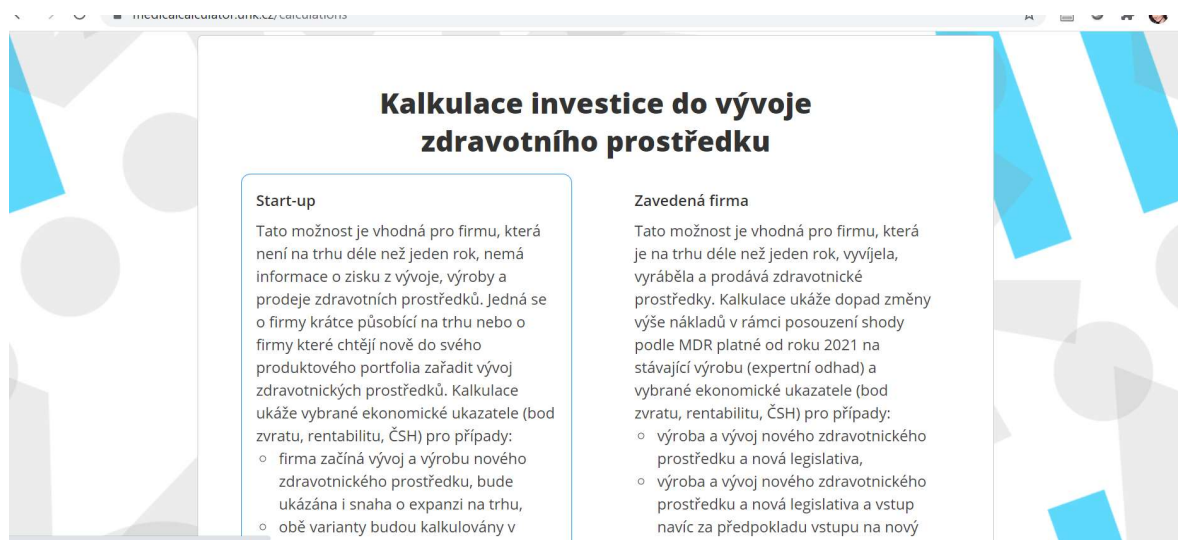 medicalcalculator.uhk.cz/calculations
Kalkulace investice do vývoje
zdravotního prostředku
Start-up
Tato možnost je vhodná pro firmu, která
není na trhu déle než jeden rok, nemá
informace o zisku z vývoje, výroby a
prodeje zdravotních prostředků. Jedná se
o firmy krátce působící na trhu nebo o
firmy které chtějí nově do svého
produktového portfolia zařadit vývoj
zdravotnických prostředků. Kalkulace
ukáže vybrané ekonomické ukazatele (bod
zvratu, rentabilitu, ČSH) pro případy:
firma začíná vývoj a výrobu nového
zdravotnického prostředku, bude
ukázána i snaha o expanzi na trhu,
obě varianty budou kalkulovány v
Zavedená firma
Tato možnost je vhodná pro firmu, která
je na trhu déle než jeden rok, vyvíjela,
vyráběla a prodává zdravotnické
prostředky. Kalkulace ukáže dopad změny
výše nákladů v rámci posouzení shody
podle MDR platné od roku 2021 na
stávající výrobu (expertní odhad) a
vybrané ekonomické ukazatele (bod
zvratu, rentabilitu, ČSH) pro případy:
výroba a vývoj nového zdravotnického
prostředku a nová legislativa,
výroba a vývoj nového zdravotnického
prostředku a nová legislativa a vstup
navíc za předpokladu vstupu na nový